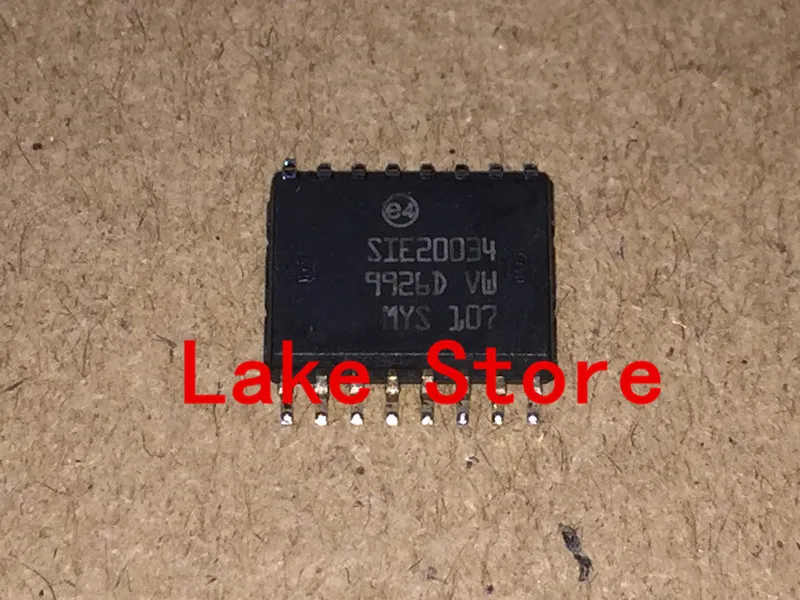 e4
SIE20034
9926D VW
MYS 107
Lake Store